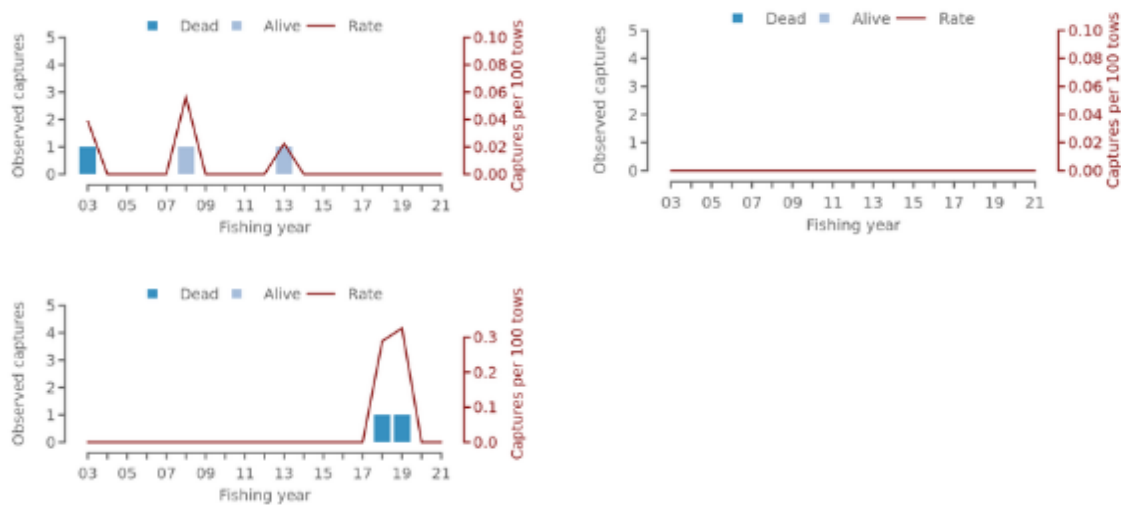 Dead Alive Rate
Observed captures
5
4
3
2
1
0
0.10
0.08
0.06
0.04
0.02
0.00
Captures per 100 tows
03 05 07 09 11 13 15 17 19 21
Fishing year
Dead Alive Rate
Observed captures
5
4
3
2
1
0
0.10
0.08
0.06
0.04
0.02
0.00
Captures per 100 tows
03 05 07 09 11 13 15 17 19 21
Fishing year
Dead Alive Rate
Observed captures
5
4
3
2
1
0
0.3
0.2
0.1
0.0
Captures per 100 tows
03 05 07 09 11 13 15 17 19 21
Fishing year